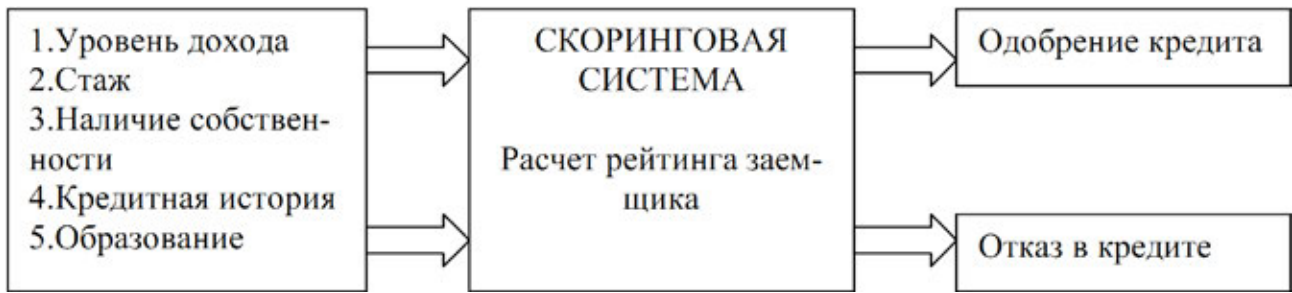 1.Уровень дохода
2.Стаж
3.Наличие собствен-
ности
4.Кредитная история
5.Образование
СКОРИНГОВАЯ
СИСТЕМА
Расчет рейтинга заем-
щика
Одобрение кредита
Отказ в кредите